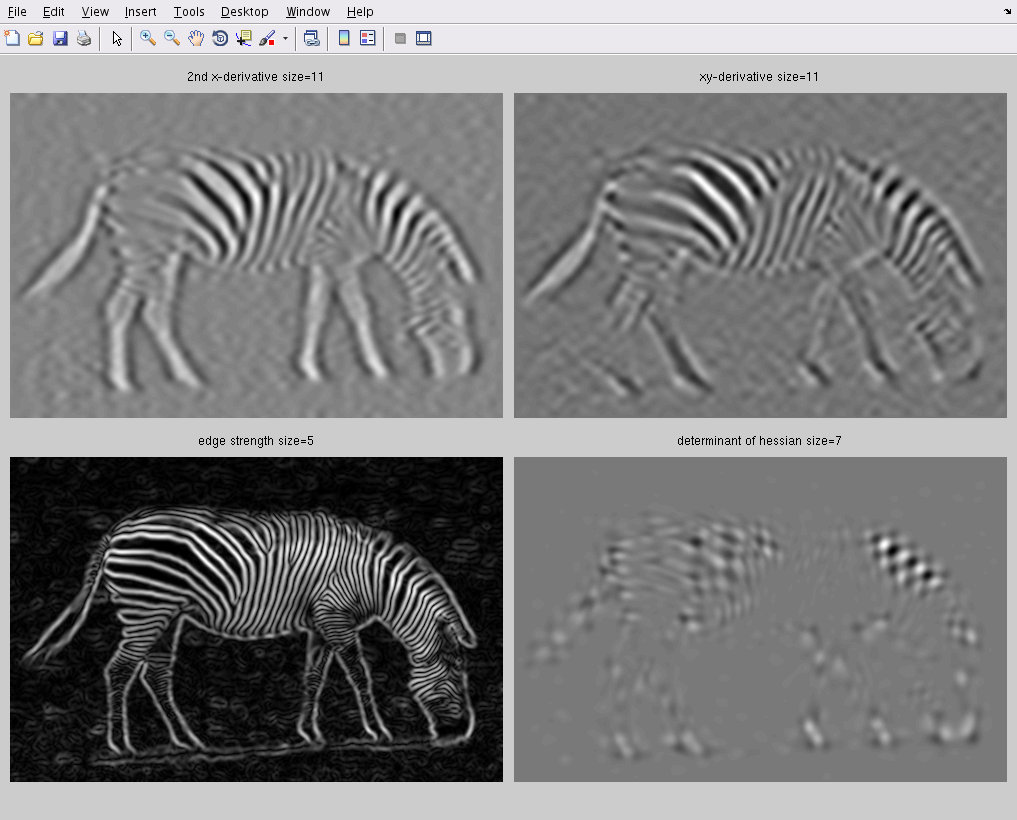 File Edit View Insert Tools Desktop Window Help
2nd x-derivative size=11
xy-derivative size=11
edge strength size=5
determinant of hessian size=7